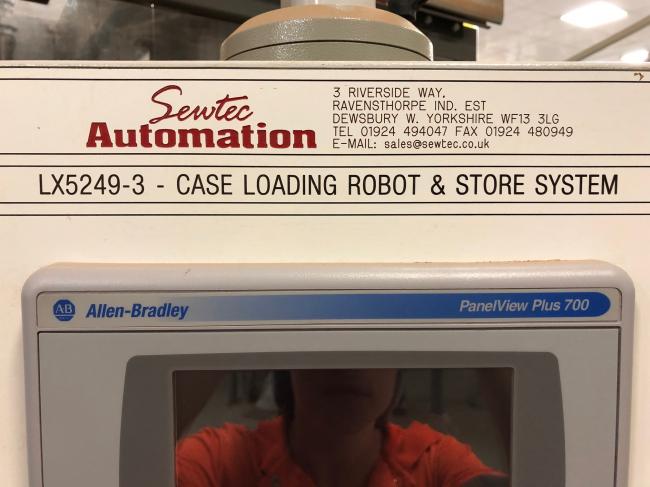 Sewtec
Automation
3 RIVERSIDE WAY.
RAVENSTHORPE IND. EST
DEWSBURY W. YORKSHIRE WF13 3LG
TEL 01924 494047 FAX 01924 480949
E-MAIL: sales@sewtec.co.uk
LX5249-3 - CASE LOADING ROBOT & STORE SYSTEM
AB Allen-Bradley
PanelView Plus 700